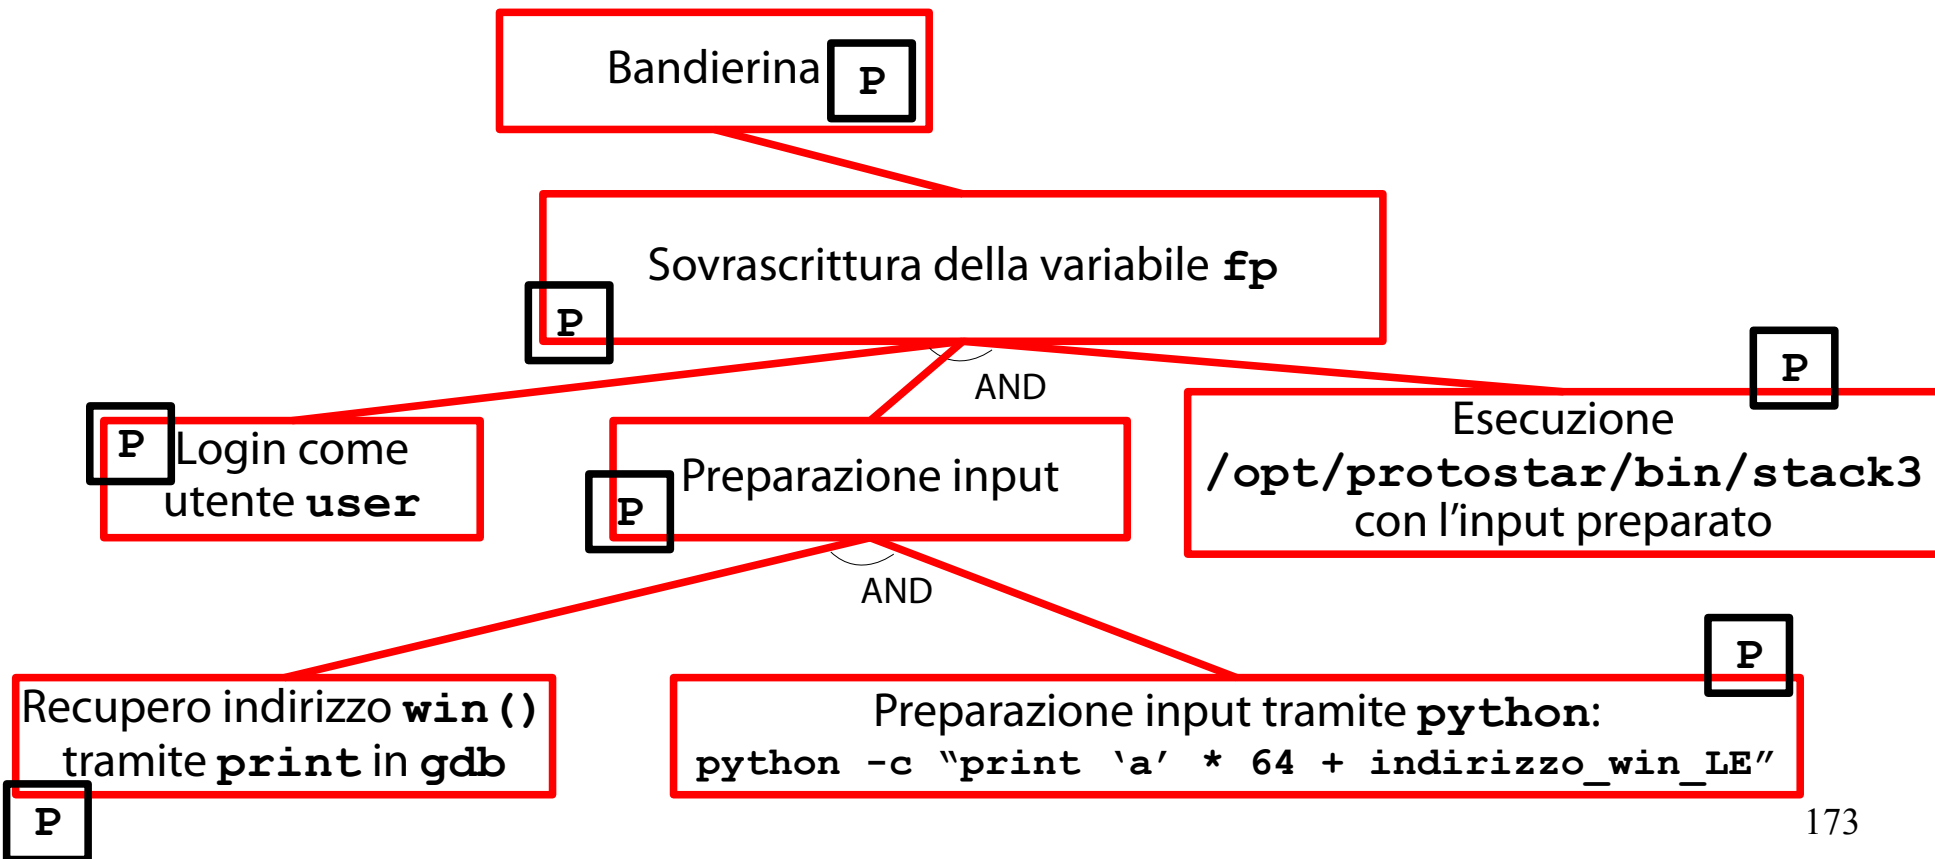 Bandierina
P
Sovrascrittura della variabile fp
P
AND
P
Login come
utente user
Preparazione input
P
P
Esecuzione
/opt/protostar/bin/stack3
con l’input preparato
AND
Recupero indirizzo win()
tramite print in gdb
P
P
Preparazione input tramite python:
python -c “print ‘a’ * 64 + indirizzo_win_LE”
173